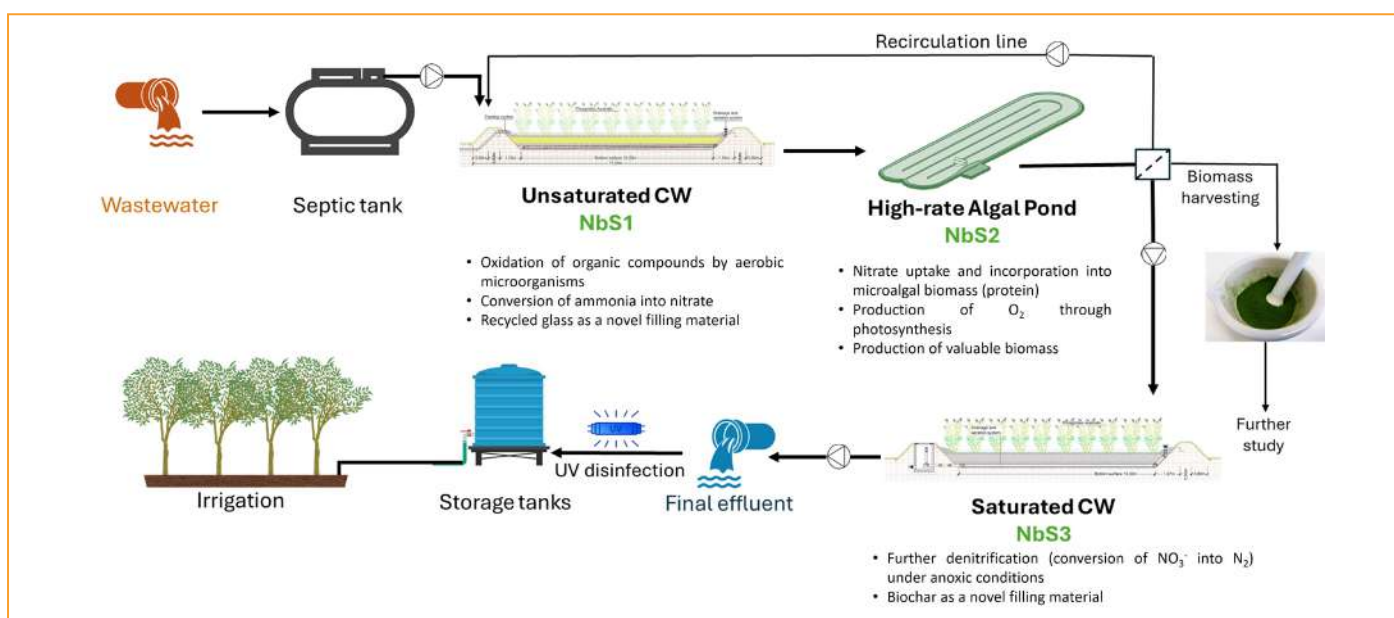 Recirculation line
Wastewater
Septic tank
Unsaturated CW
NbS1
• Oxidation of organic compounds by aerobic
microorganisms
• Conversion of ammonia into nitrate
• Recycled glass as a novel filling material
High-rate Algal Pond
NbS2
• Nitrate uptake and incorporation into
microalgal biomass (protein)
• Production of O₂ through
photosynthesis
• Production of valuable biomass
Biomass
harvesting
Further
study
Saturated CW
NbS3
• Further denitrification (conversion of NO₃⁻ into N₂)
under anoxic conditions
• Biochar as a novel filling material
Final effluent
UV
UV disinfection
Storage tanks
Irrigation